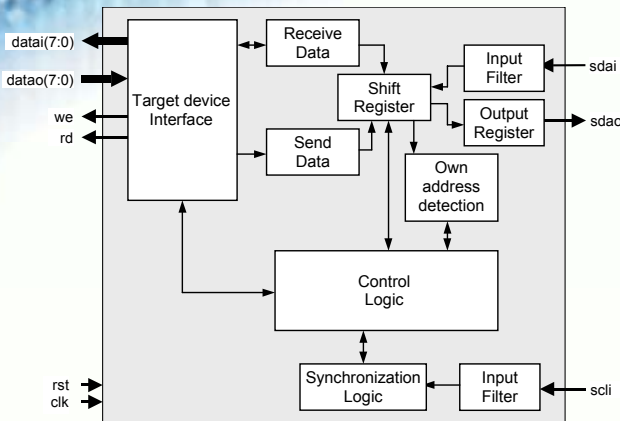 datai(7:0)
datao(7:0)
we
rd
Target device
Interface
Receive
Data
Send
Data
Shift
Register
Input
Filter
sdai
Output
Register
sdao
Own
address
detection
Control
Logic
rst
clk
Synchronization
Logic
Input
Filter
scli